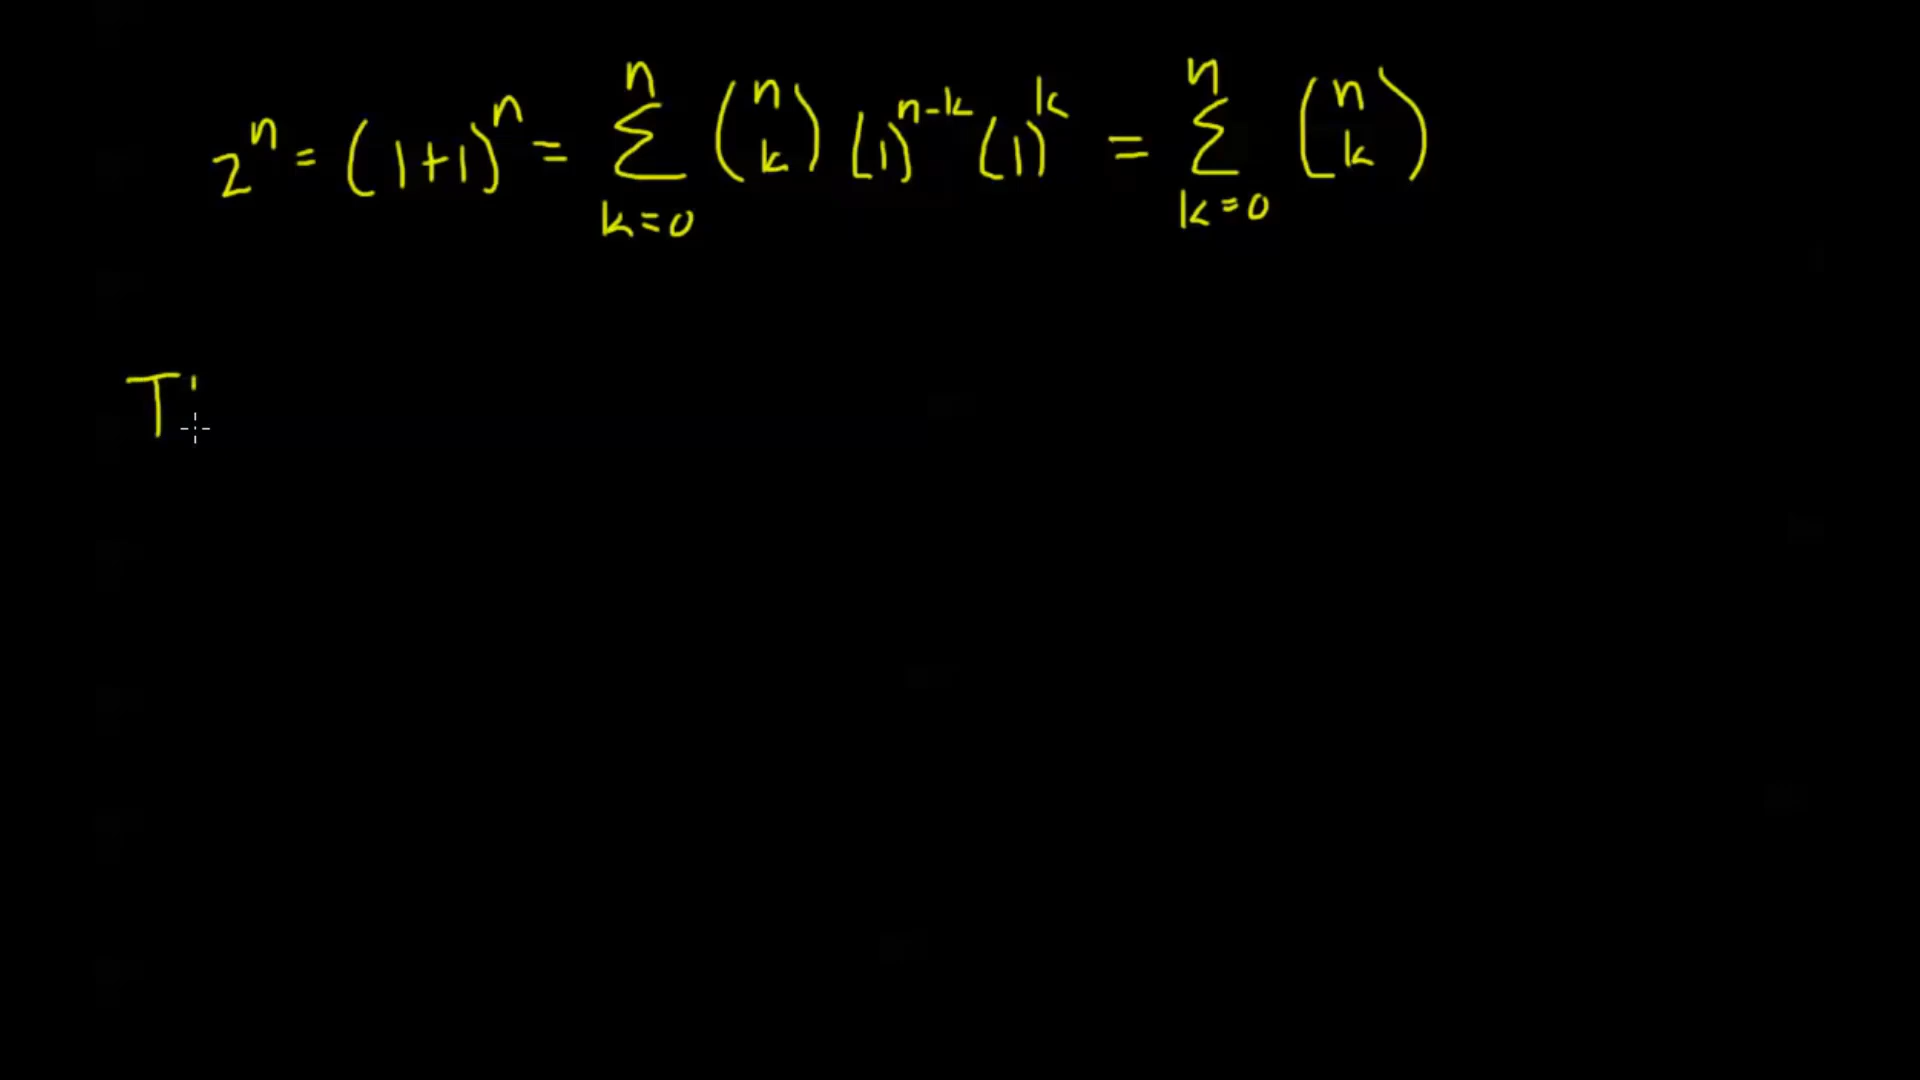 2^n = (1+1)^n = \sum_{k=0}^{n} \binom{n}{k} (1)^{n-k} (1)^k = \sum_{k=0}^{n} \binom{n}{k}
T